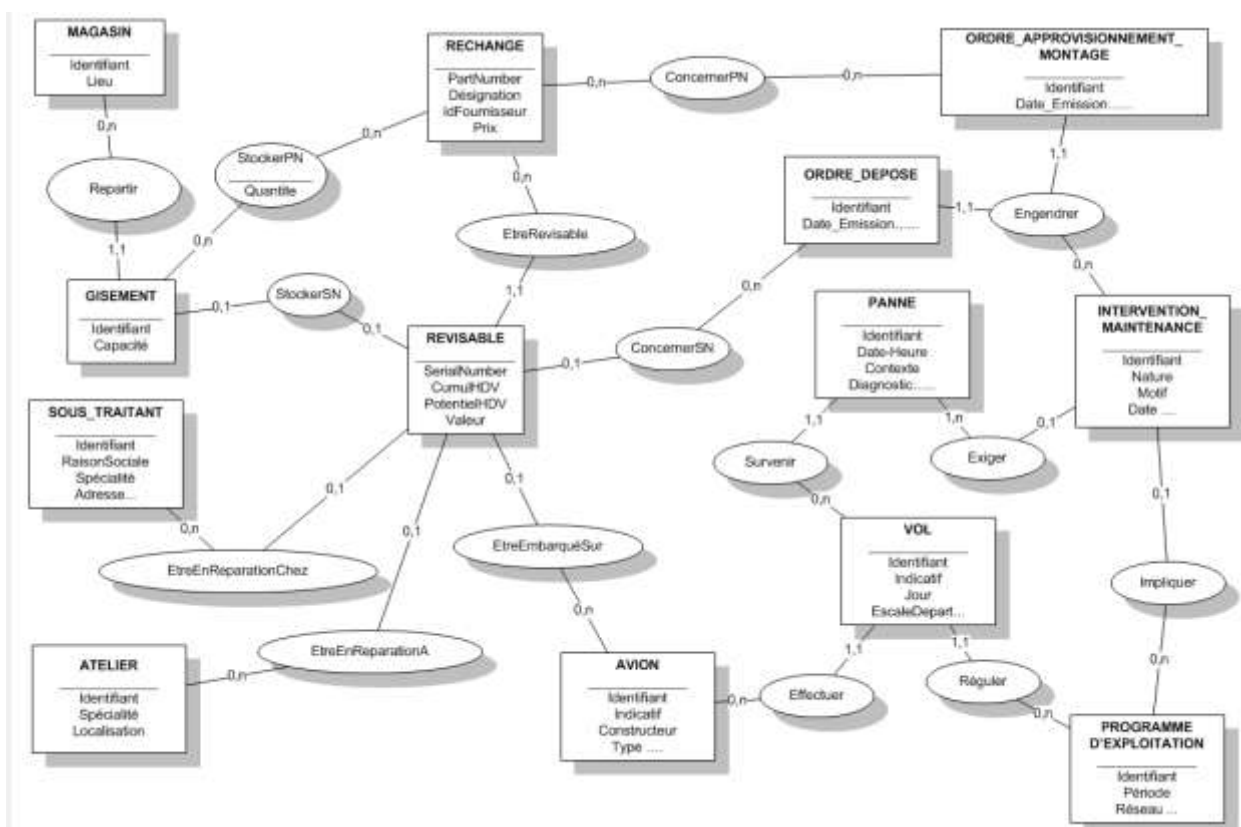 MAGASIN
Identifiant
Lieu
0,n
Repartir
1,1
GISEMENT
Identifiant
Capacité
RECHANGE
PartNumber
Désignation
idFournisseur
Prix
0,n
StockerPN
Quantite
0,n
0,n
ConcernerPN
0,n
ORDRE_APPROVISIONNEMENT_
MONTAGE
Identifiant
Date_Emission......
1,1
ORDRE_DEPOSE
Identifiant
Date_Emission......
1,1
Engendrer
0,n
0,n
EtreRevisable
1,1
0,1
StockerSN
0,1
REVISABLE
SerialNumber
CumulHDV
PotentielHDV
Valeur
0,1
ConcernerSN
0,n
PANNE
Identifiant
Date-Heure
Contexte
Diagnostic......
INTERVENTION_
MAINTENANCE
Identifiant
Nature
Motif
Date ....
1,1
Survenir
0,n
1,n
Exiger
0,1
SOUS_TRAITANT
Identifiant
RaisonSociale
Spécialité
Adresse...
0,n
EtreEnReparationChez
0,1
0,1
EtreEnReparationA
0,n
ATELIER
Identifiant
Spécialité
Localisation
0,1
EtreEmbarquéSur
0,n
AVION
Identifiant
Indicatif
Constructeur
Type ....
0,n
Effectuer
1,1
VOL
Identifiant
Indicatif
Jour
EscaleDepart...
1,1
Réguler
0,n
0,1
Impliquer
0,n
PROGRAMME
D'EXPLOITATION
Identifiant
Période
Réseau ...